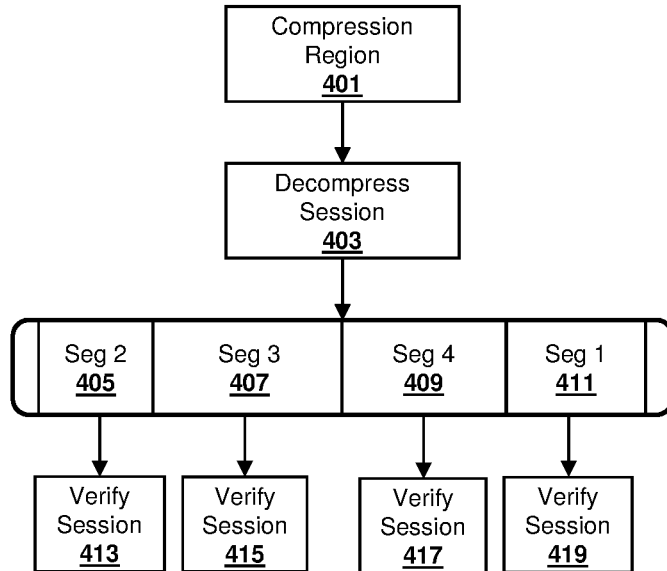 Compression
Region
401
Decompress
Session
403
Seg 2
405
Seg 3
407
Seg 4
409
Seg 1
411
Verify
Session
413
Verify
Session
415
Verify
Session
417
Verify
Session
419